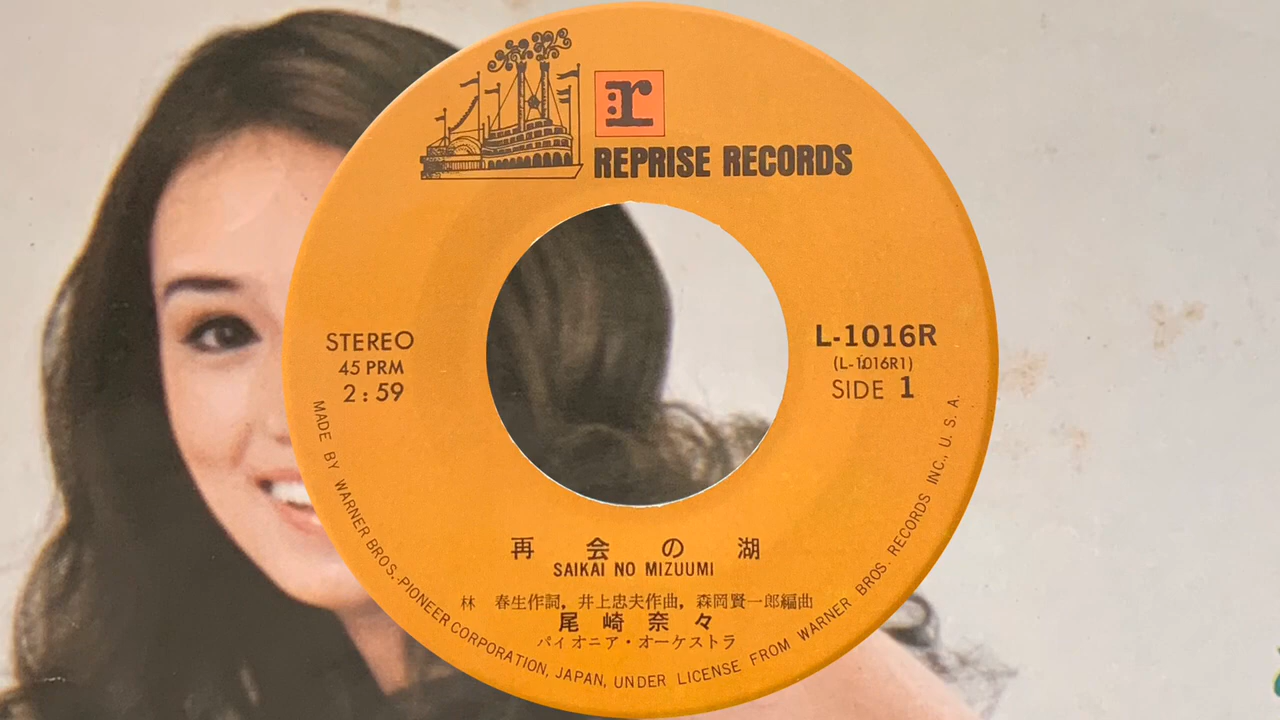 r
REPRISE RECORDS
STEREO
45 PRM
2:59
L-1016R
(L-1016R1)
SIDE 1
再会の湖
SAIKAI NO MIZUUMI
林 春生作詞, 井上忠夫作曲, 森岡賢一郎編曲
尾崎奈々
パイオニア・オーケストラ
MADE BY WARNER BROS.-PIONEER CORPORATION, JAPAN, UNDER LICENSE FROM WARNER BROS. RECORDS INC., U. S. A.